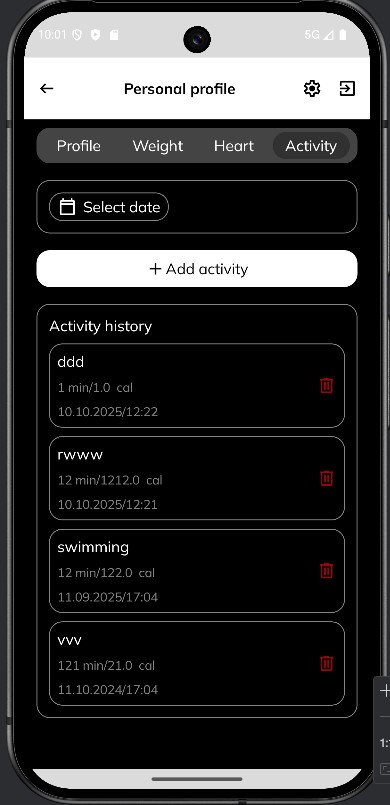 10:01 5G
Personal profile
Profile Weight Heart Activity
Select date
+ Add activity
Activity history
ddd
1 min/1.0 cal
10.10.2025/12:22
rwww
12 min/1212.0 cal
10.10.2025/12:21
swimming
12 min/122.0 cal
11.09.2025/17:04
vvv
121 min/21.0 cal
11.10.2024/17:04